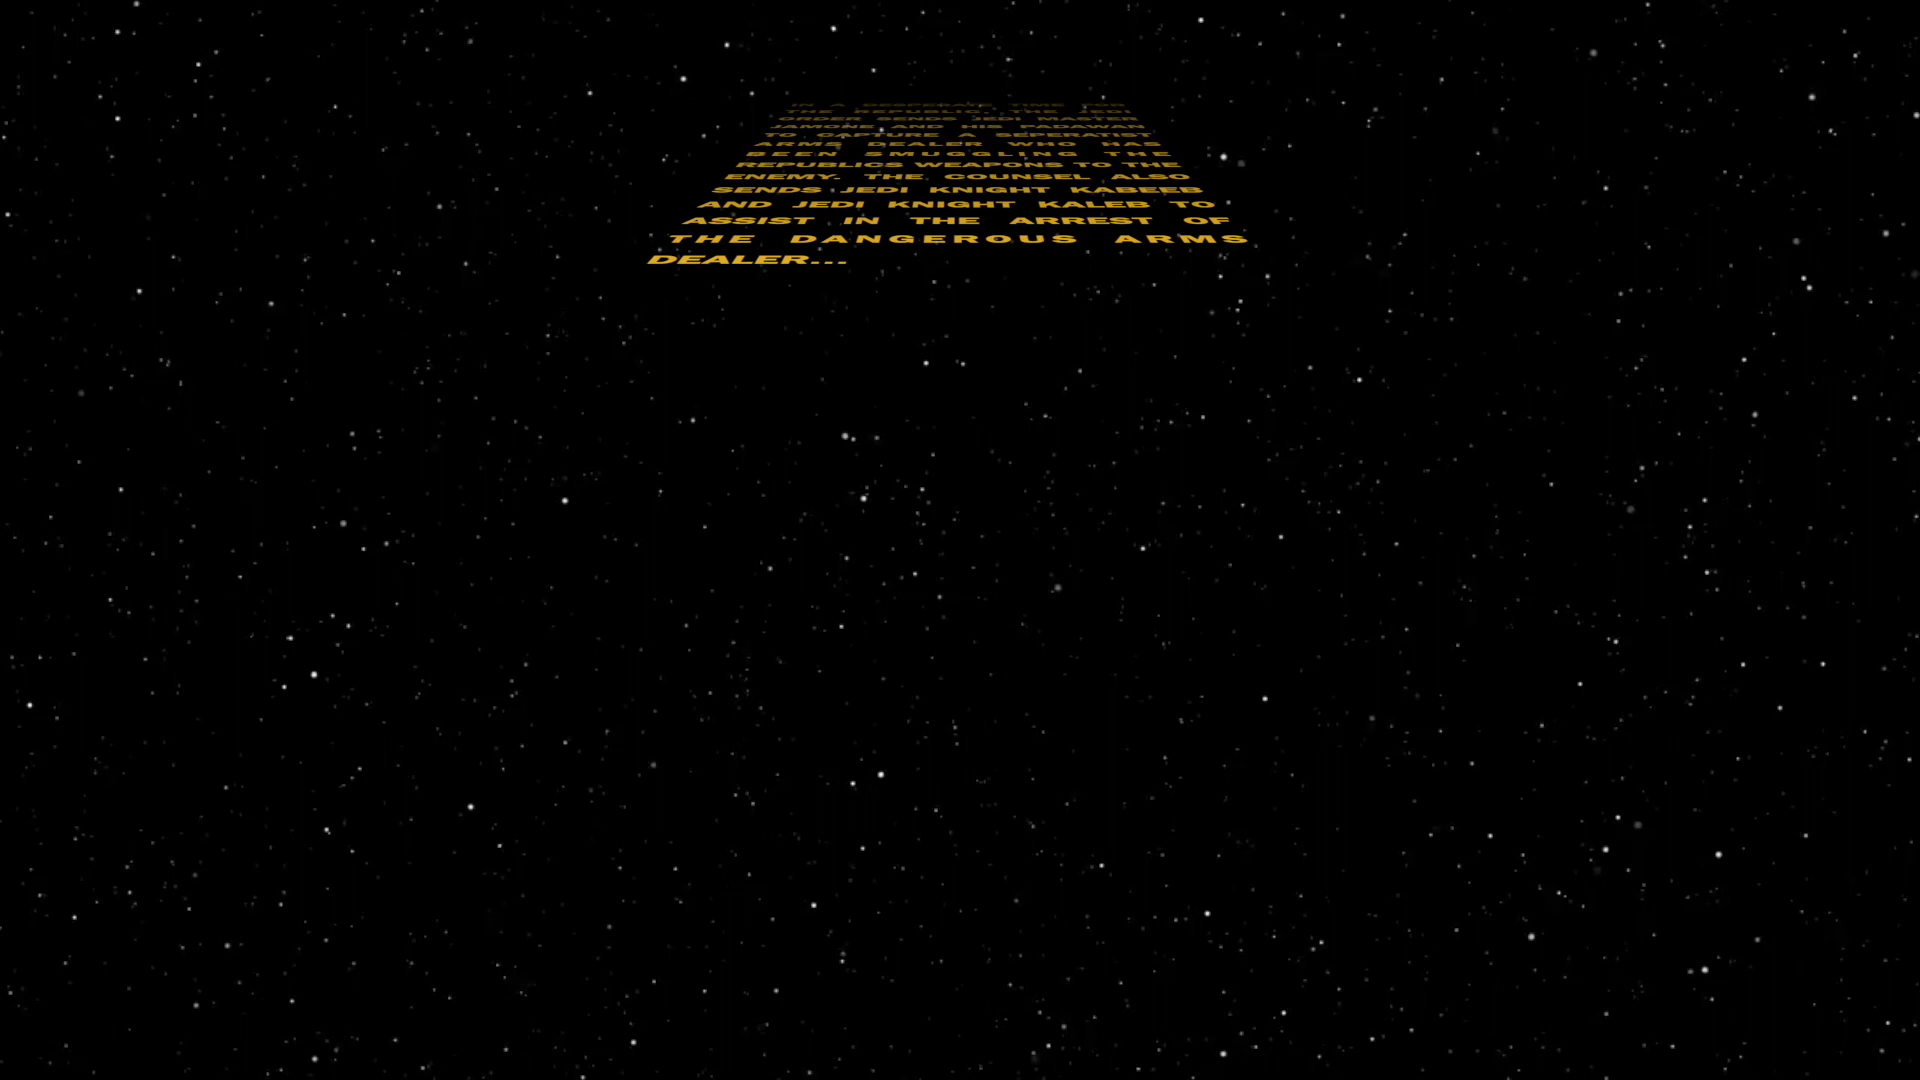 IN A DESPERATE TIME FOR
THE REPUBLIC, THE JEDI
ORDER SENDS JEDI MASTER
JAMONE AND HIS PADAWAN
TO CAPTURE A SEPERATIST
ARMS DEALER WHO HAS
BEEN SMUGGLING THE
REPUBLICS WEAPONS TO THE
ENEMY. THE COUNSEL ALSO
SENDS JEDI KNIGHT KABEEB
AND JEDI KNIGHT KALEB TO
ASSIST IN THE ARREST OF
THE DANGEROUS ARMS
DEALER...